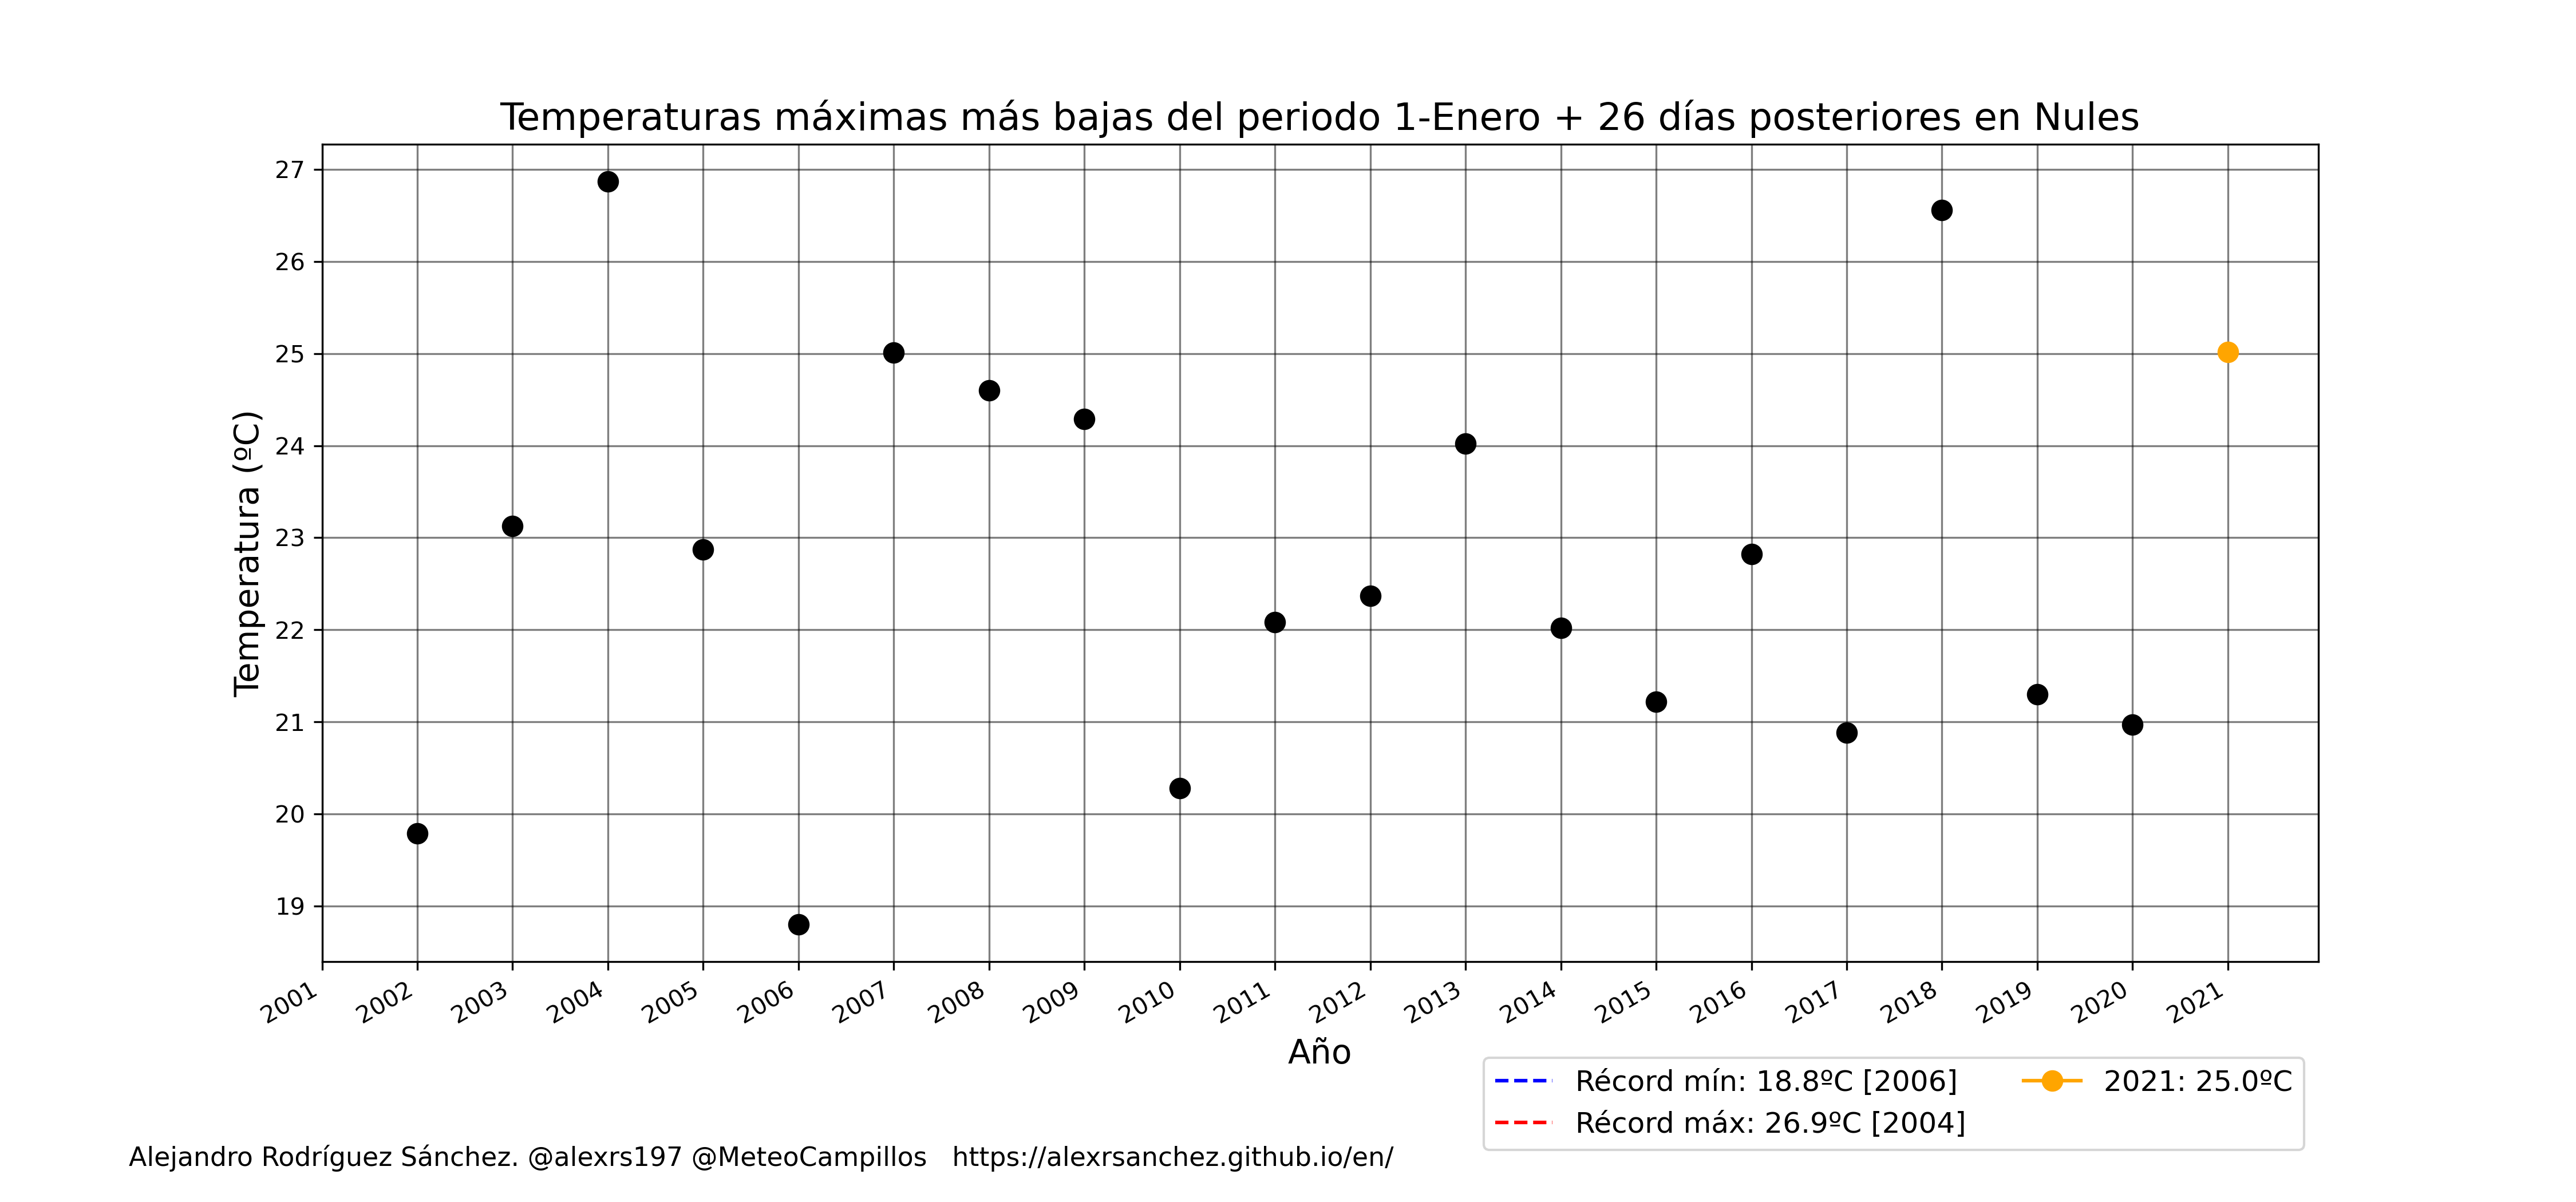 Temperaturas máximas más bajas del periodo 1-Enero + 26 días posteriores en Nules
Temperatura (ºC)
27
26
25
24
23
22
21
20
19
2001 2002 2003 2004 2005 2006 2007 2008 2009 2010 2011 2012 2013 2014 2015 2016 2017 2018 2019 2020 2021
Año
Récord mín: 18.8ºC [2006] 2021: 25.0ºC
Récord máx: 26.9ºC [2004]
Alejandro Rodríguez Sánchez. @alexrs197 @MeteoCampillos https://alexrsanchez.github.io/en/